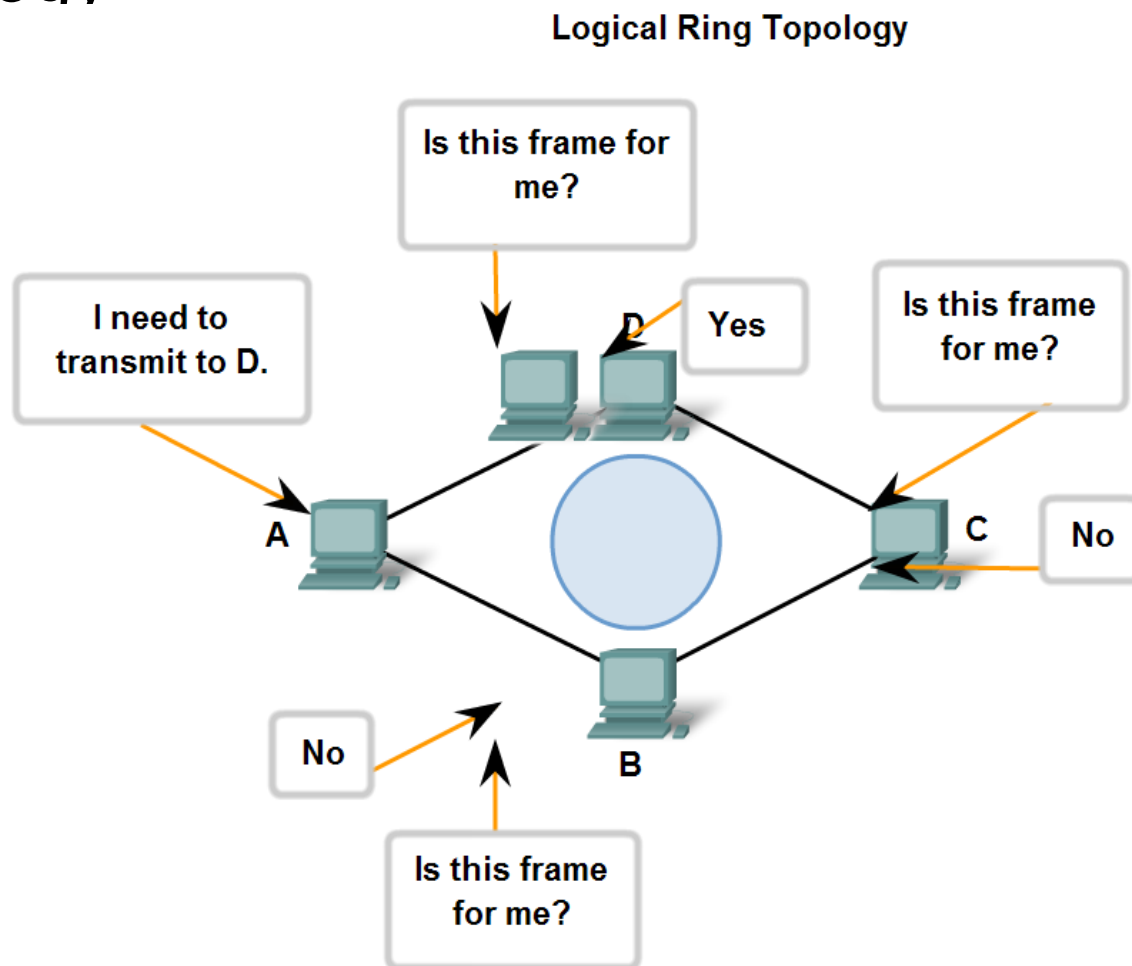 Logical Ring Topology
Is this frame for
me?
I need to
transmit to D.
D
Yes
Is this frame
for me?
A
C
No
No
B
Is this frame
for me?